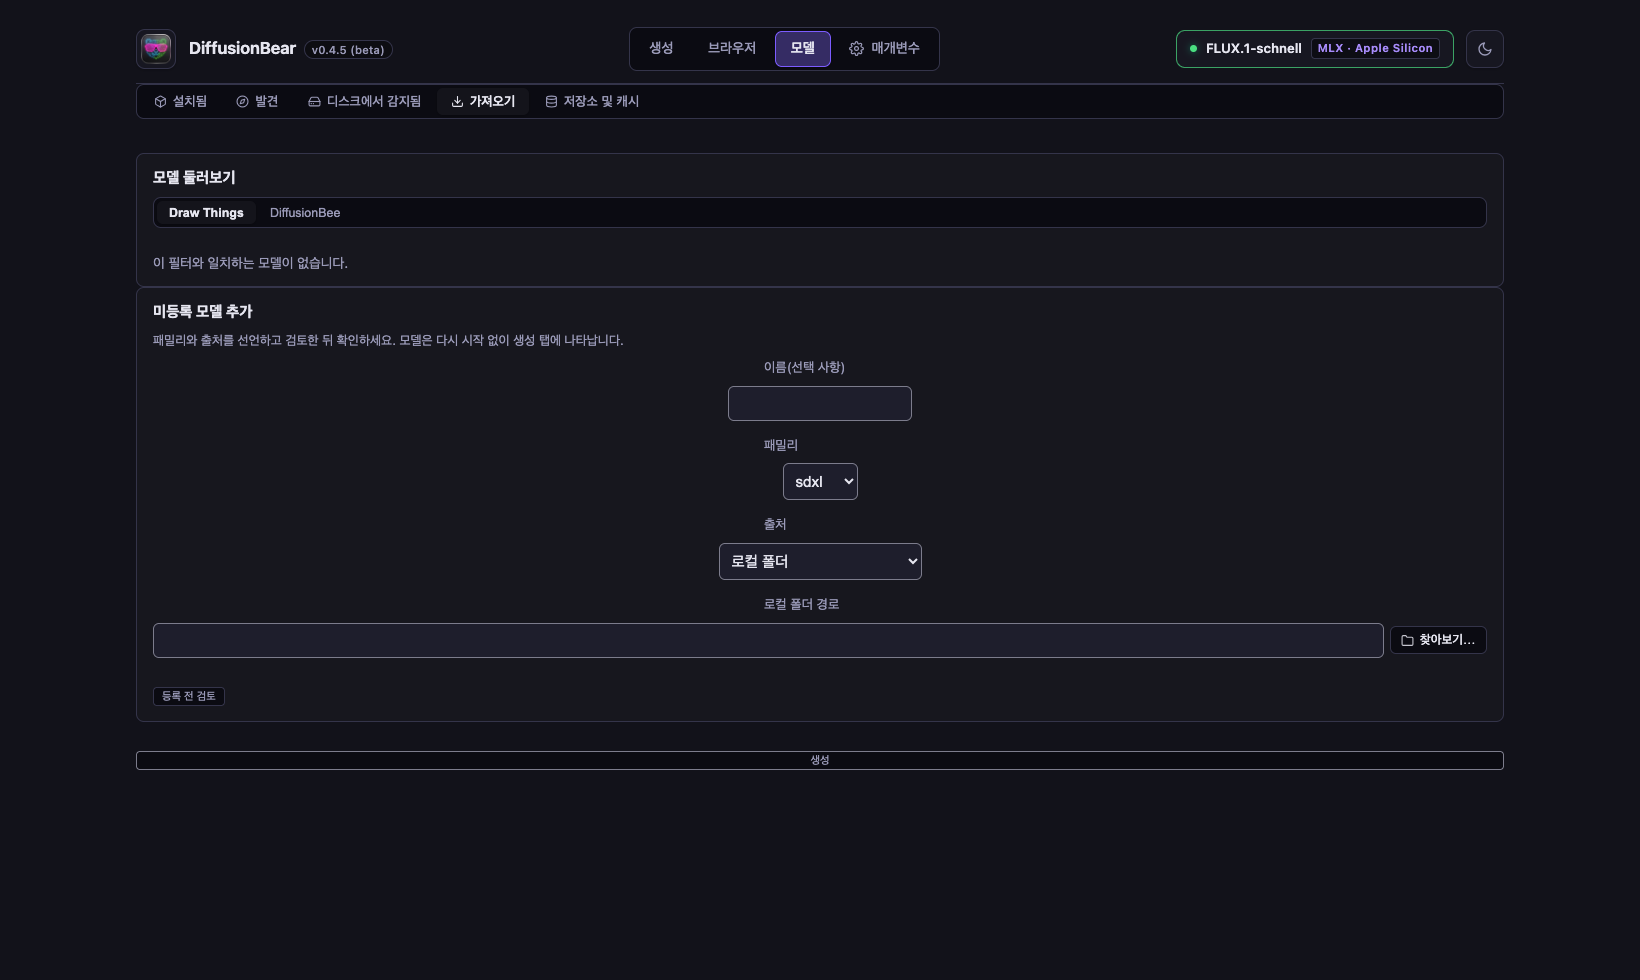 DiffusionBear v0.4.5 (beta)
생성 브라우저 모델 매개변수
FLUX.1-schnell MLX · Apple Silicon
설치됨 발견 디스크에서 감지됨 가져오기 저장소 및 캐시
모델 둘러보기
Draw Things DiffusionBee
이 필터와 일치하는 모델이 없습니다.
미등록 모델 추가
패밀리와 출처를 선언하고 검토한 뒤 확인하세요. 모델은 다시 시작 없이 생성 탭에 나타납니다.
이름(선택 사항)
패밀리
sdxl
출처
로컬 폴더
로컬 폴더 경로
찾아보기...
등록 전 검토
생성